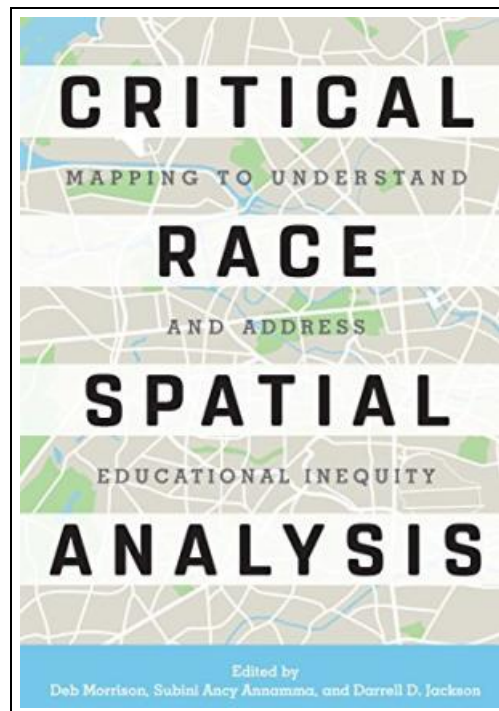 CRITICAL
MAPPING TO UNDERSTAND
RACE
AND ADDRESS
SPATIAL
EDUCATIONAL INEQUITY
ANALYSIS
Edited by
Deb Morrison, Subini Ancy Annamma, and Darrell D. Jackson